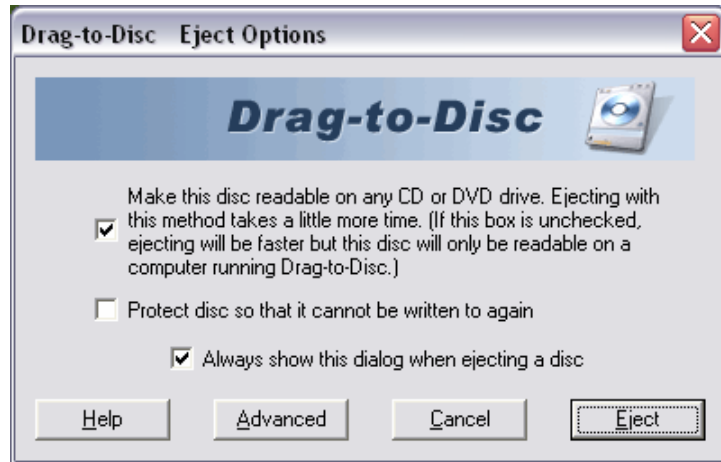 Drag-to-Disc   Eject Options
Drag-to-Disc
Make this disc readable on any CD or DVD drive. Ejecting with
this method takes a little more time. (If this box is unchecked,
ejecting will be faster but this disc will only be readable on a
computer running Drag-to-Disc.)
Protect disc so that it cannot be written to again
Always show this dialog when ejecting a disc
Help   Advanced   Cancel   Eject